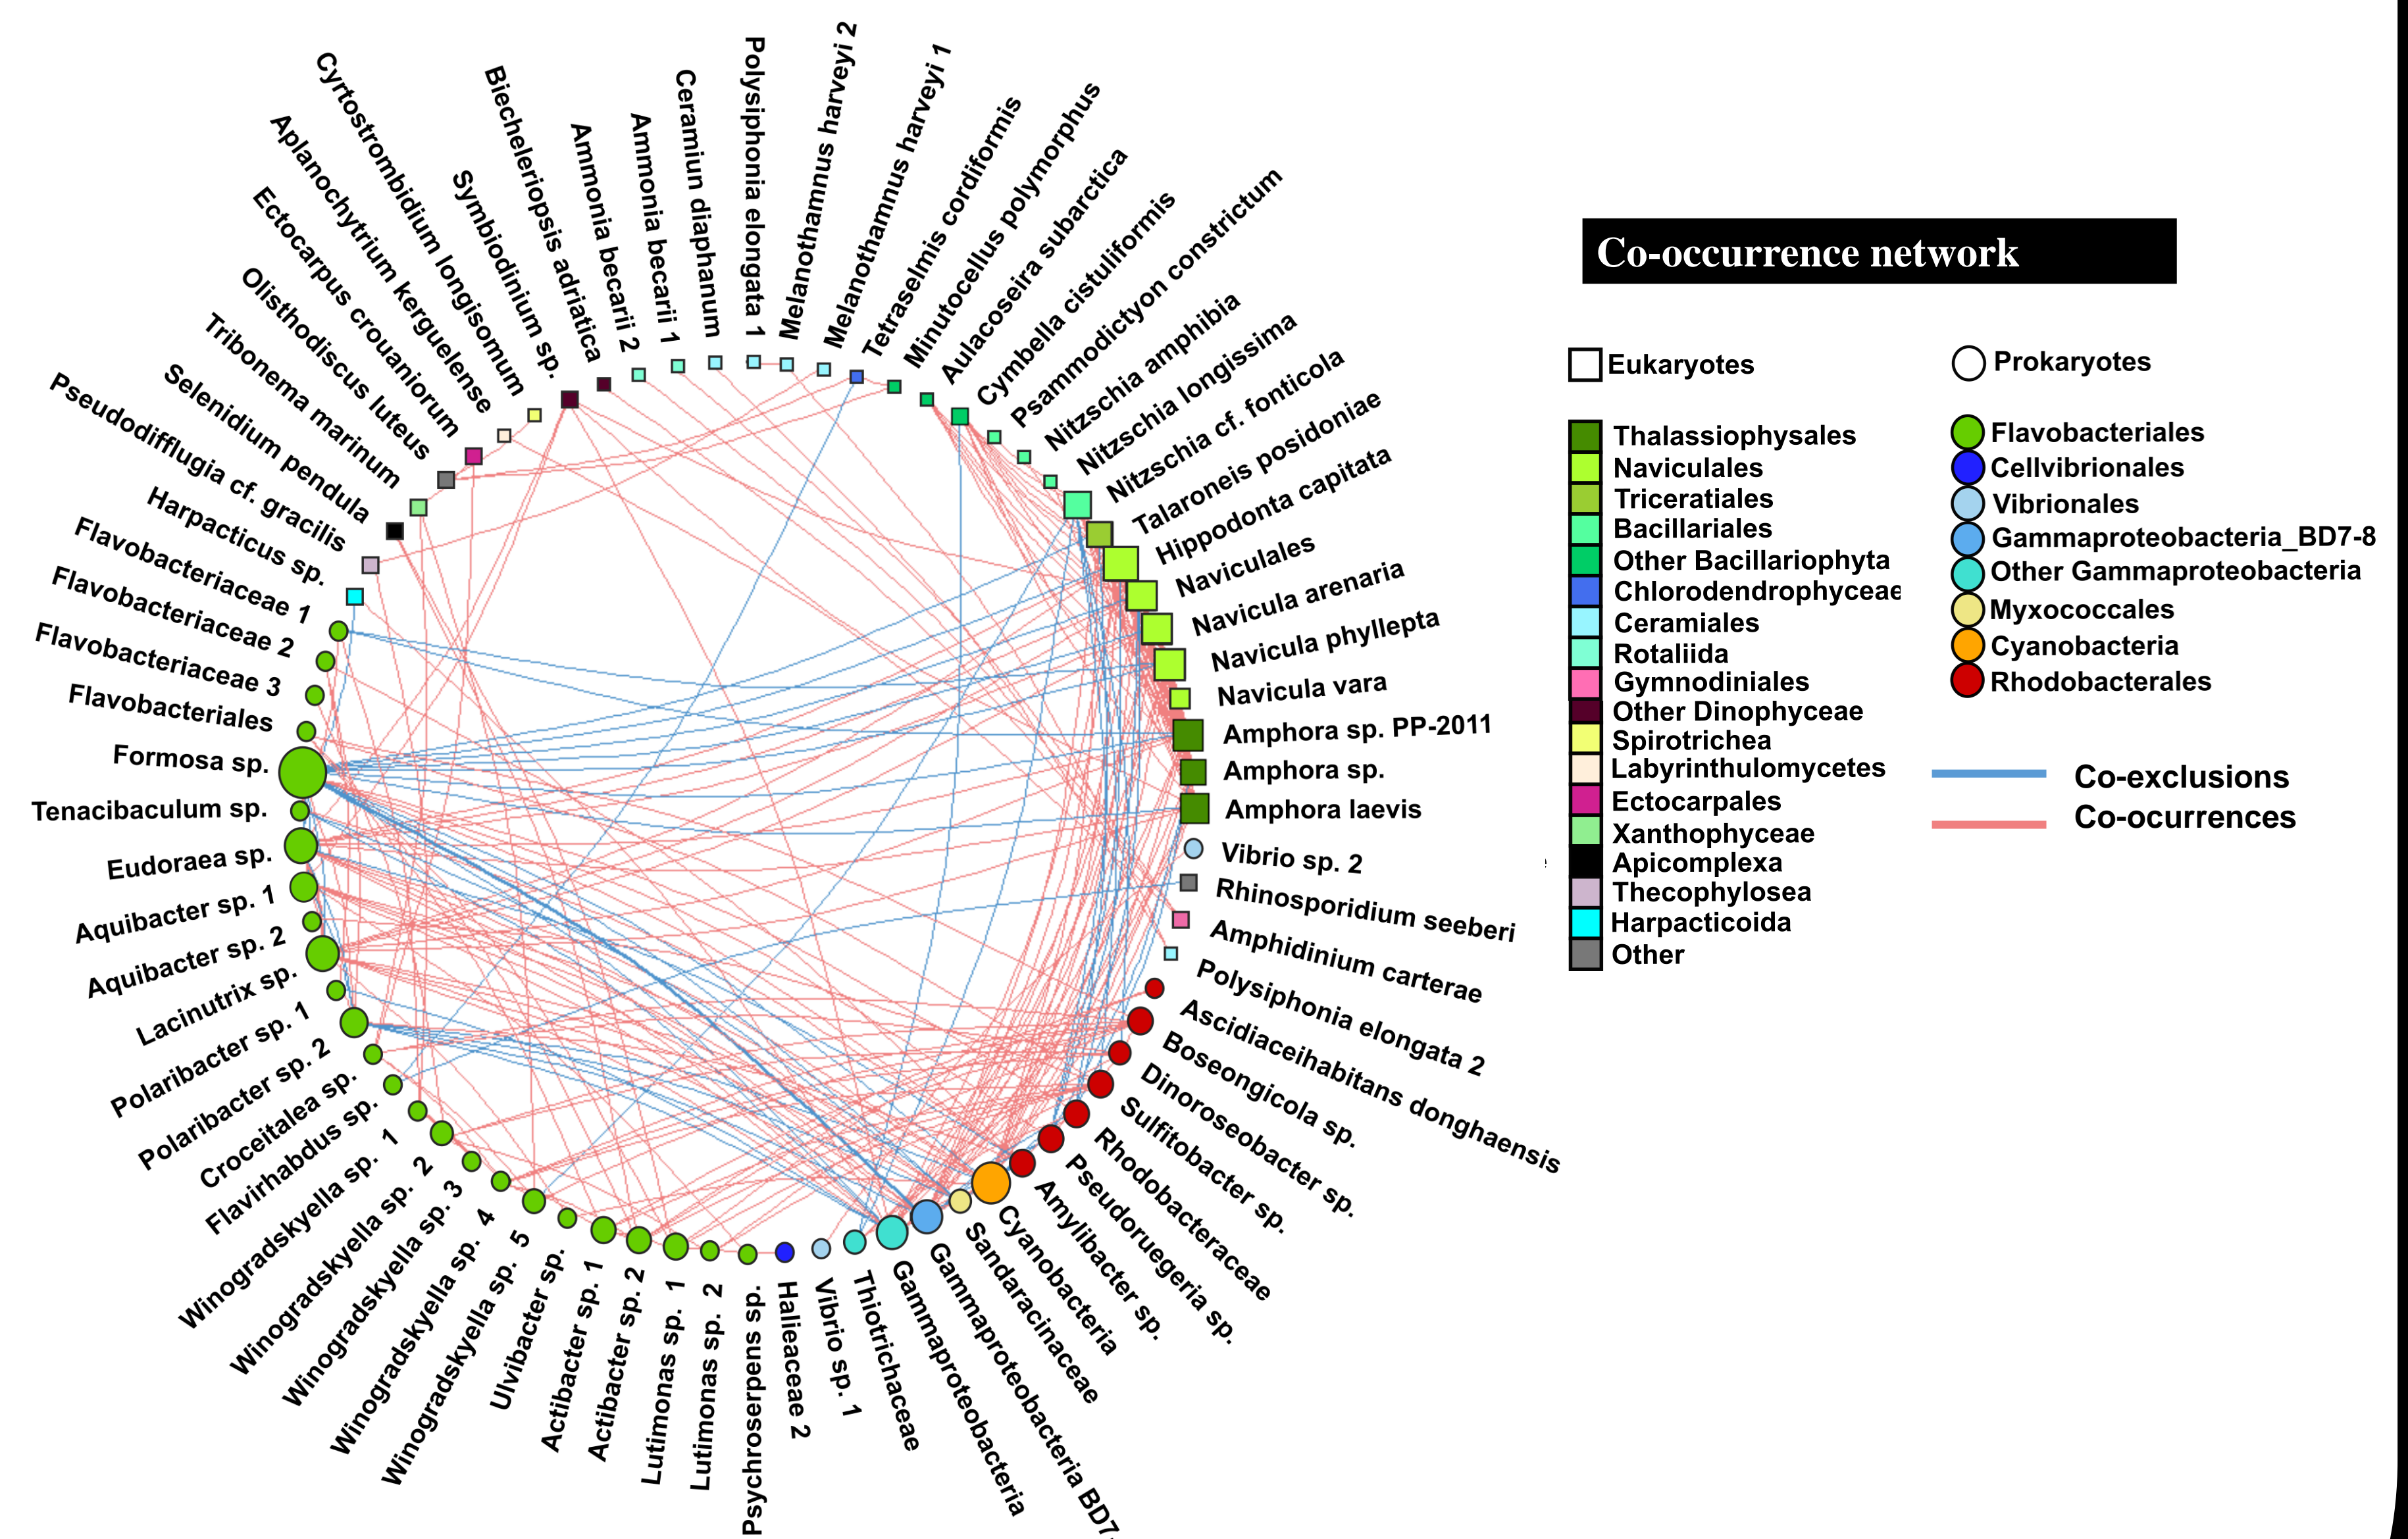 Cyrtostrombidium longisomum
Aplanochytrium kerguelense
Ectocarpus crouaniorum
Olisthodiscus luteus
Tribonema marinum
Selenidium pendula
Pseudodifflugia cf. gracilis
Harpacticus sp.
Flavobacteriaceae 1
Flavobacteriaceae 2
Flavobacteriaceae 3
Flavobacteriales
Formosa sp.
Tenacibaculum sp.
Eudoraea sp.
Aquibacter sp. 1
Aquibacter sp. 2
Lacinutrix sp.
Polaribacter sp. 1
Polaribacter sp. 2
Croceitalea sp.
Flavirhabdus sp.
Winogradskyella sp. 1
Winogradskyella sp. 2
Winogradskyella sp. 3
Winogradskyella sp. 4
Winogradskyella sp. 5
Ulvibacter sp.
Actibacter sp. 1
Actibacter sp. 2
Lutimonas sp. 1
Lutimonas sp. 2
Psychroserpens sp.
Halieaceae 2
Vibrio sp. 1
Thiotrichaceae
Gammaproteobacteria
Gammaproteobacteria BD7
Sandaracinaceae
Cyanobacteria
Amylibacter sp.
Pseudoruegeria sp.
Rhodobacteraceae
Sulfitobacter sp.
Dinoroseobacter sp.
Boseongicola sp.
Ascidiaceihabitans donghaensis
Polysiphonia elongata 2
Amphidinium carterae
Rhinosporidium seeberi
Vibrio sp. 2
Amphora laevis
Amphora sp.
Amphora sp. PP-2011
Navicula vara
Navicula phyllepta
Navicula arenaria
Naviculales
Hippodonta capitata
Talaroneis posidoniae
Nitzschia cf. fonticola
Nitzschia longissima
Nitzschia amphibia
Psammodictyon constrictum
Cymbella cistuliformis
Aulacoseira subarctica
Minutocellus polymorphus
Tetraselmis cordiformis
Melanothamnus harveyi 1
Melanothamnus harveyi 2
Polysiphonia elongata 1
Ceramiun diaphanum
Ammonia becarii 1
Ammonia becarii 2
Biecheleriopsis adriatica
Symbiodinium sp.
Co-occurrence network
Eukaryotes
Thalassiophysales
Naviculales
Triceratiales
Bacillariales
Other Bacillariophyta
Chlorodendrophyceae
Ceramiales
Rotaliida
Gymnodiniales
Other Dinophyceae
Spirotrichea
Labyrinthulomycetes
Ectocarpales
Xanthophyceae
Apicomplexa
Thecophylosea
Harpacticoida
Other
Prokaryotes
Flavobacteriales
Cellvibrionales
Vibrionales
Gammaproteobacteria_BD7-8
Other Gammaproteobacteria
Myxococcales
Cyanobacteria
Rhodobacterales
Co-exclusions
Co-ocurrences